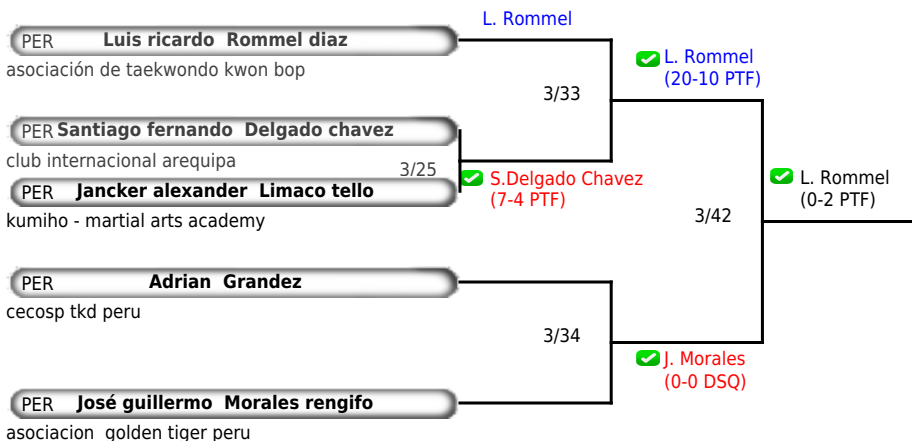 L. Rommel
PER Luis ricardo Rommel diaz
asociación de taekwondo kwon bop
L. Rommel
(20-10 PTF)
3/33
PER Santiago fernando Delgado chavez
club internacional arequipa
3/25
S.Delgado Chavez
(7-4 PTF)
PER Jancker alexander Limaco tello
kumiho - martial arts academy
L. Rommel
(0-2 PTF)
3/42
PER Adrian Grandez
cecosp tkd peru
3/34
J. Morales
(0-0 DSQ)
PER José guillermo Morales rengifo
asociacion golden tiger peru